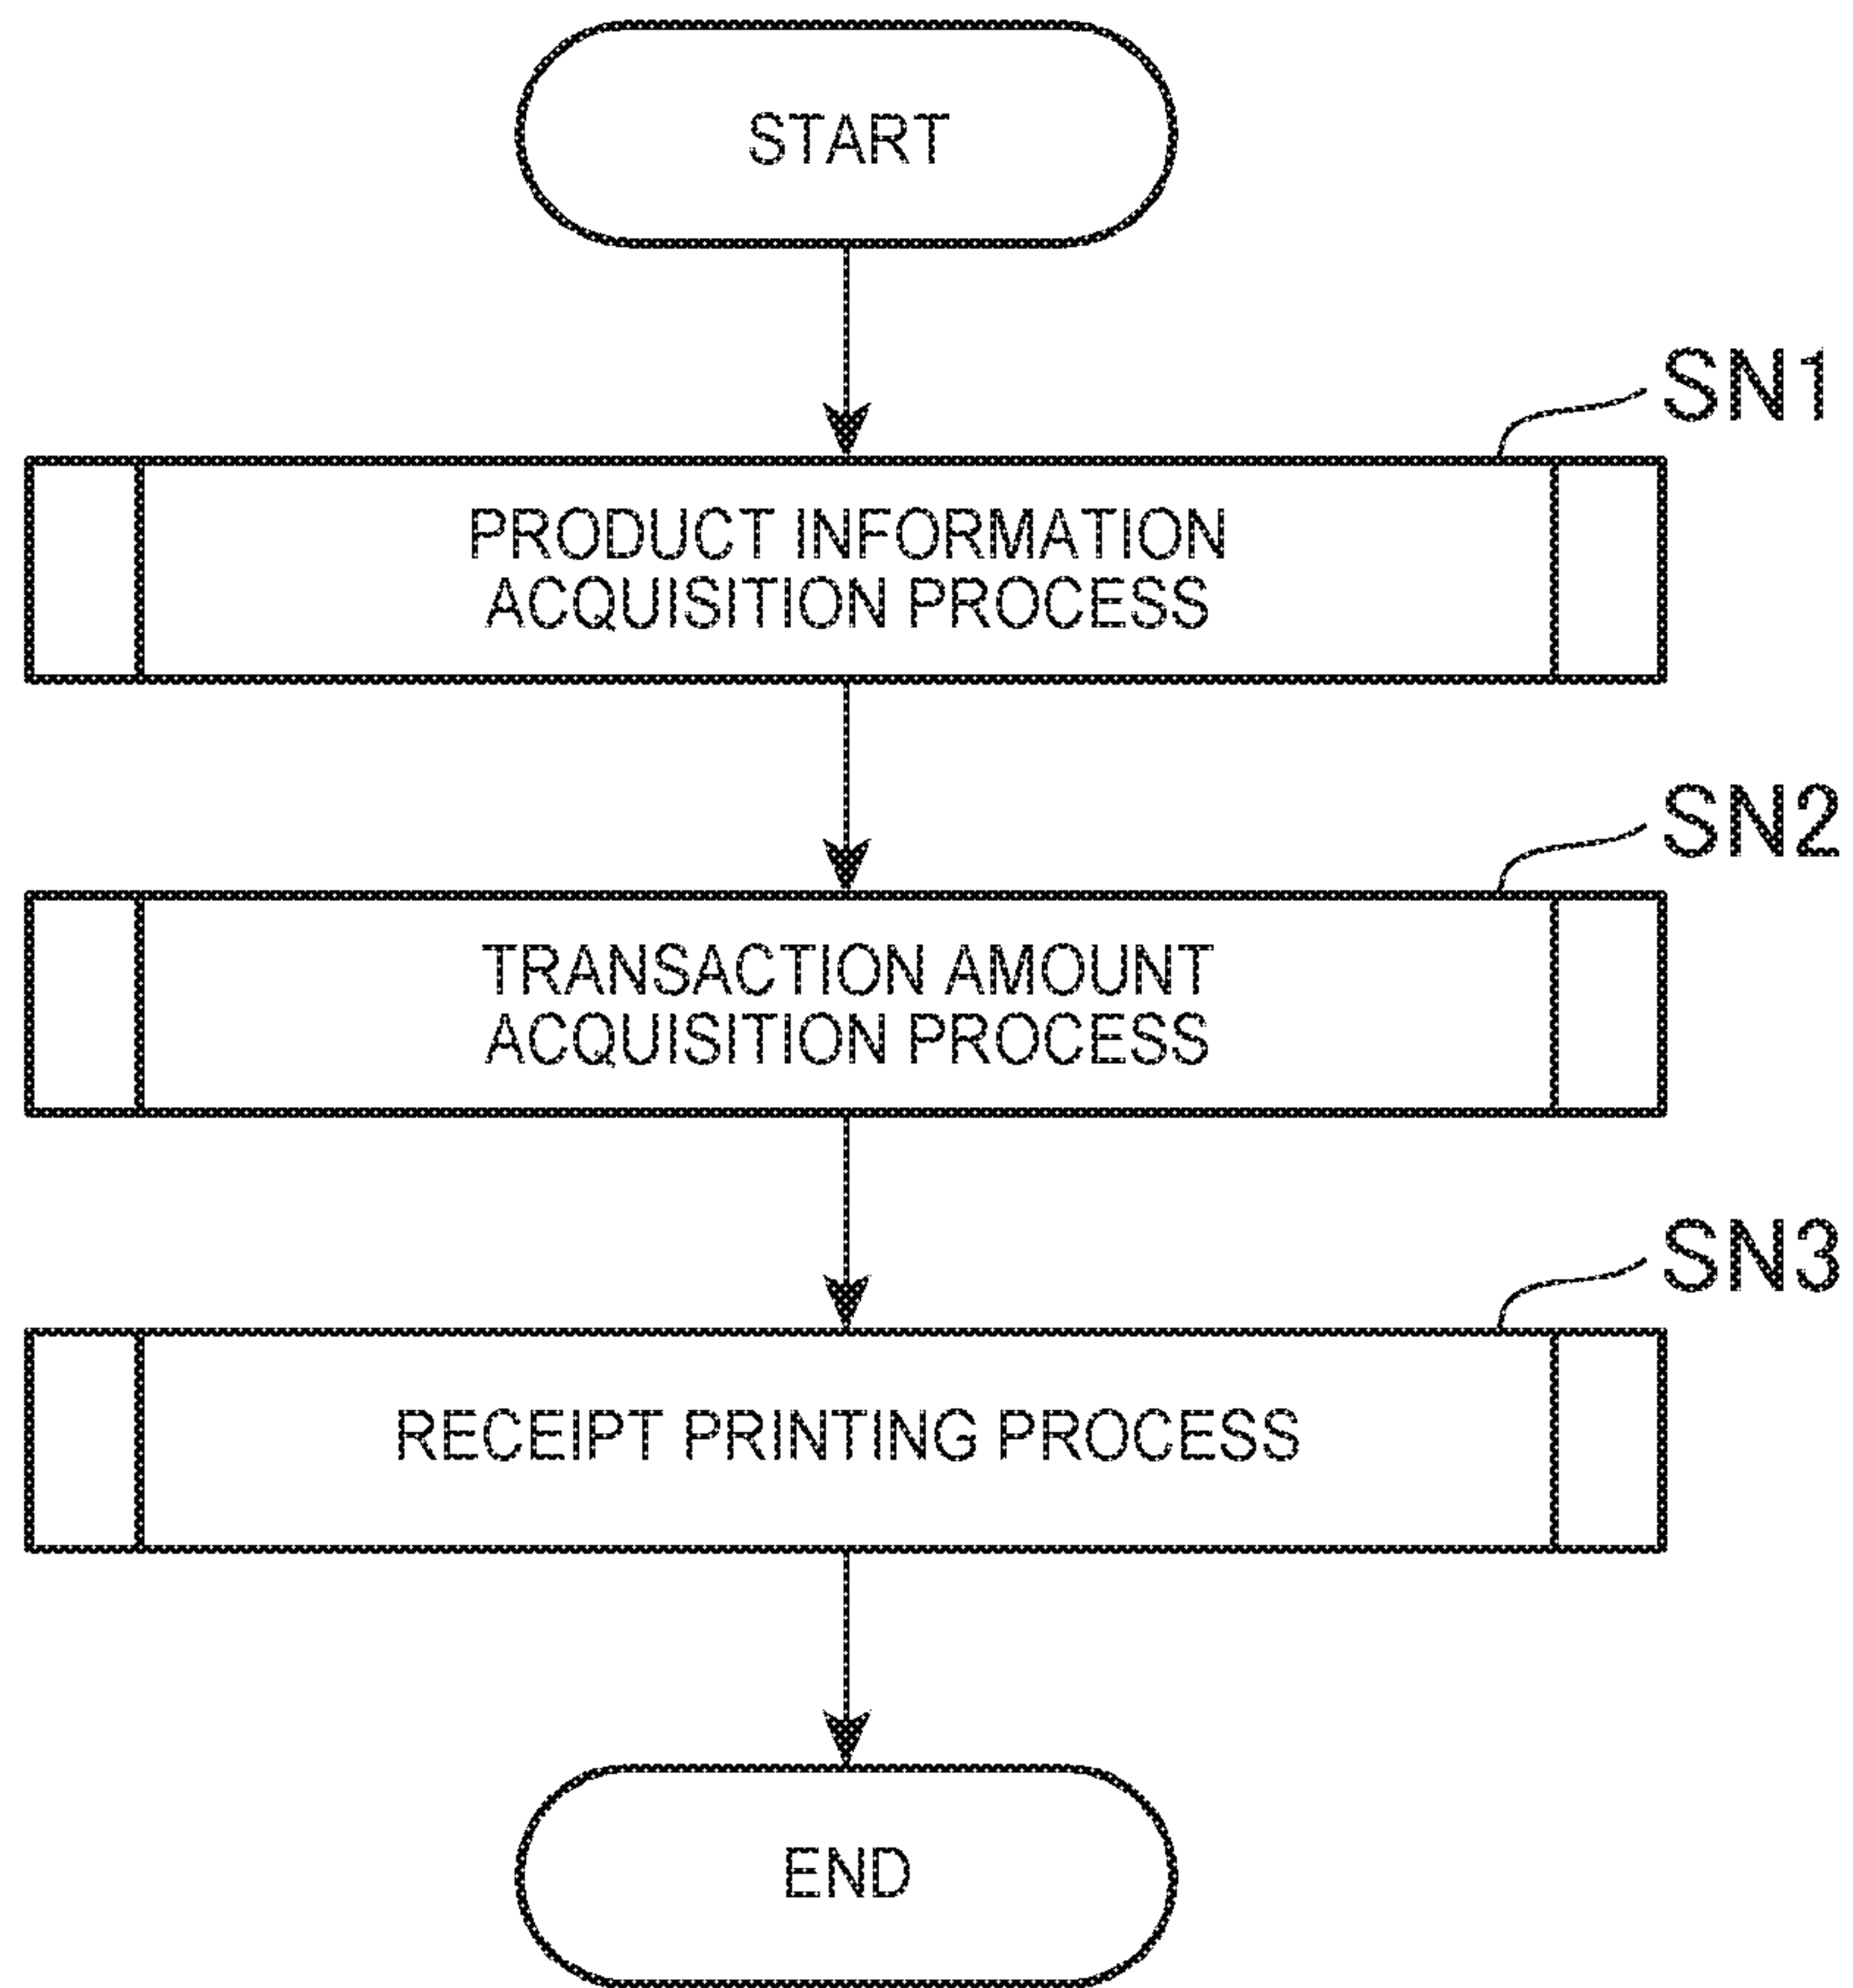 START
SN1
PRODUCT INFORMATION
ACQUISITION PROCESS
SN2
TRANSACTION AMOUNT
ACQUISITION PROCESS
SN3
RECEIPT PRINTING PROCESS
END